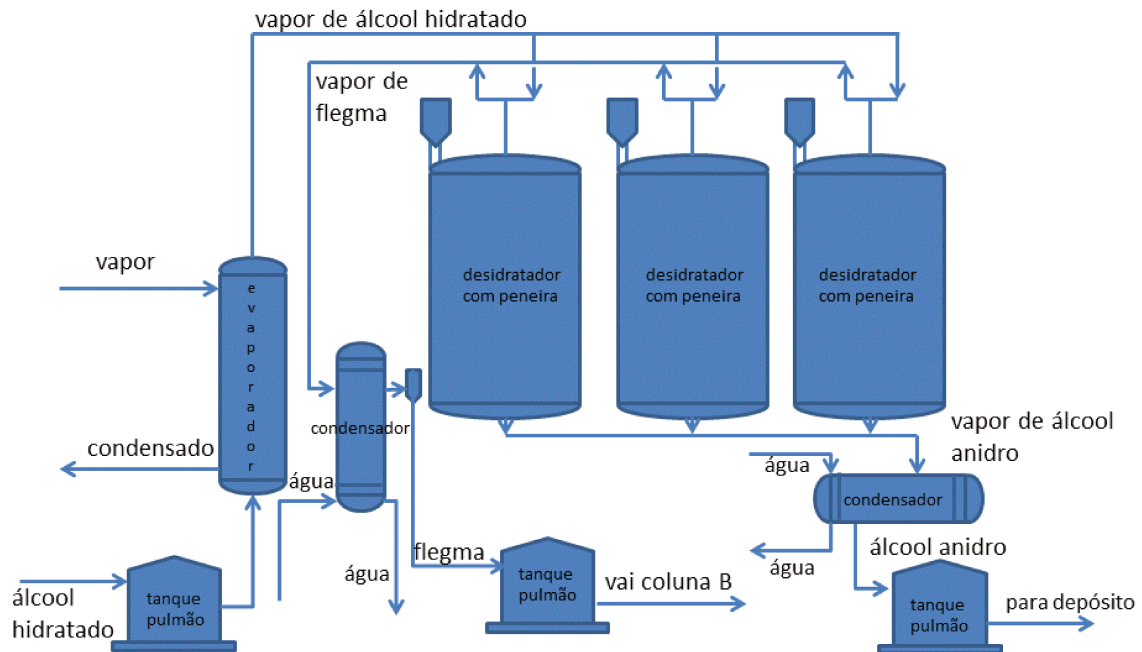 vapor de álcool hidratado
vapor de
flegma
desidratador
com peneira
desidratador
com peneira
desidratador
com peneira
vapor
evaporador
condensado
condensador
água
vapor de álcool
anidro
água
condensador
água
álcool anidro
álcool
hidratado
tanque
pulmão
água
flegma
tanque
pulmão
vai coluna B
tanque
pulmão
para depósito